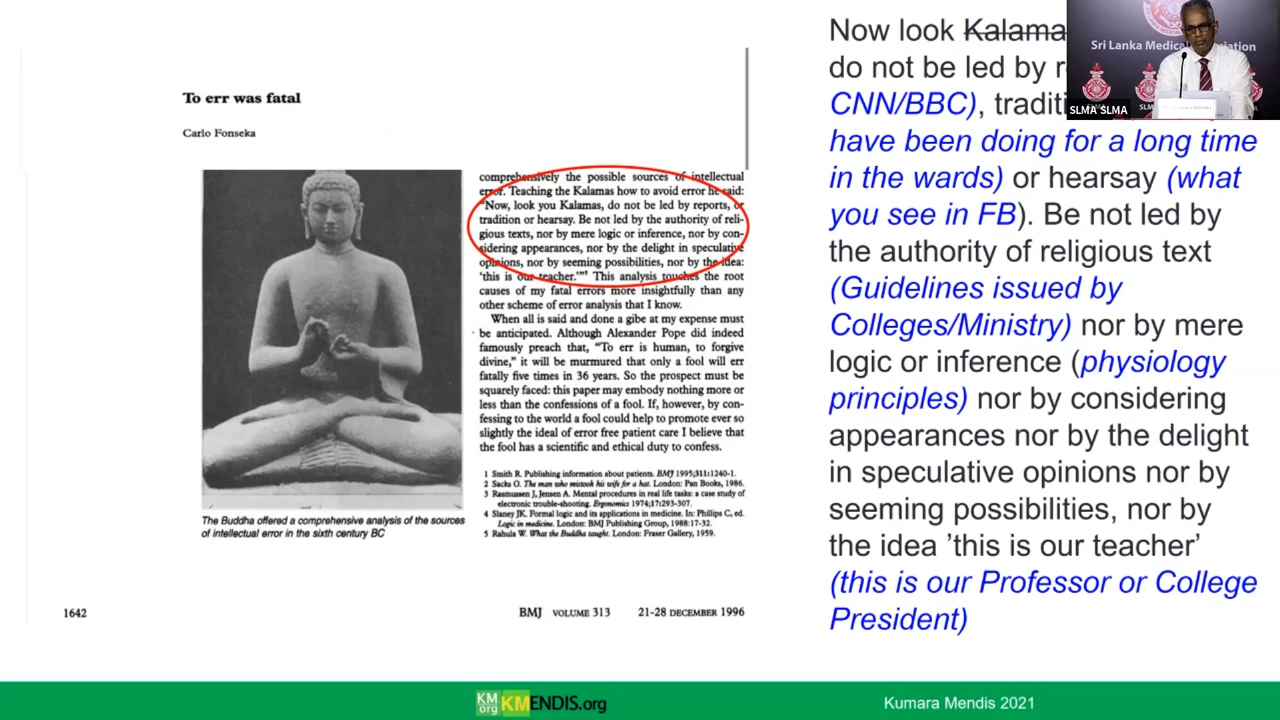 To err was fatal
Carlo Fonseka
comprehensively the possible sources of intellectual
error. Teaching the Kalamas how to avoid error he said:
"Now, look you Kalamas, do not be led by reports, or
tradition or hearsay. Be not led by the authority of reli-
gious texts, nor by mere logic or inference, nor by con-
sidering appearances, nor by the delight in speculative
opinions, nor by seeming possibilities, nor by the idea:
'this is our teacher.'"⁵ This analysis touches the root
causes of my fatal errors more insightfully than any
other scheme of error analysis that I know.
When all is said and done a gibe at my expense must
be anticipated. Although Alexander Pope did indeed
famously preach that, "To err is human, to forgive
divine," it will be murmured that only a fool will err
fatally five times in 36 years. So the prospect must be
squarely faced: this paper may embody nothing more or
less than the confessions of a fool. If, however, by con-
fessing to the world a fool could help to promote ever so
slightly the ideal of error free patient care I believe that
the fool has a scientific and ethical duty to confess.
1 Smith R. Publishing information about patients. BMJ 1995;311:1240-1.
2 Sacks O. The man who mistook his wife for a hat. London: Pan Books, 1986.
3 Rasmussen J, Jensen A. Mental procedures in real life tasks: a case study of
electronic trouble-shooting. Ergonomics 1974;17:293-307.
4 Slaney JK. Formal logic and its applications in medicine. In: Phillips C, ed.
Logic in medicine. London: BMJ Publishing Group, 1988:17-32.
5 Rahula W. What the Buddha taught. London: Fraser Gallery, 1959.
The Buddha offered a comprehensive analysis of the sources
of intellectual error in the sixth century BC
1642
BMJ VOLUME 313 21-28 DECEMBER 1996
Now look Kalama
do not be led by
CNN/BBC),
have been doing for a long time
in the wards) or hearsay (what
you see in FB). Be not led by
the authority of religious text
(Guidelines issued by
Colleges/Ministry) nor by mere
logic or inference (physiology
principles) nor by considering
appearances nor by the delight
in speculative opinions nor by
seeming possibilities, nor by
the idea 'this is our teacher'
(this is our Professor or College
President)
Sri Lanka Medical Association
SLMA SLMA
KM
org KMENDIS.org
Kumara Mendis 2021